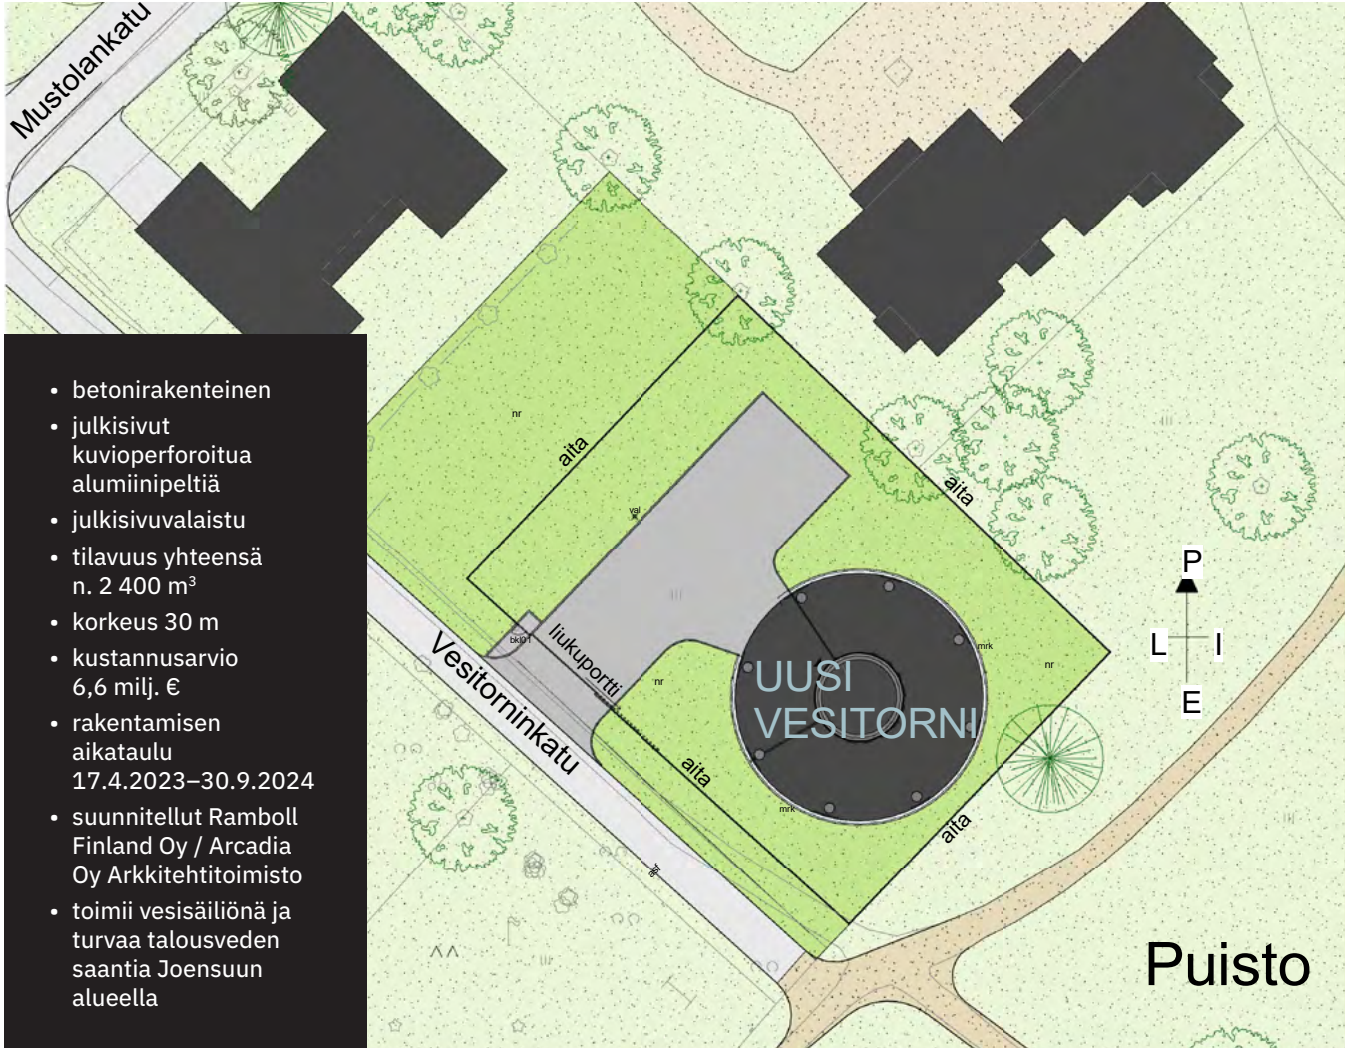 Mustolankatu
• betonirakenteinen
• julkisivut
kuvioperforoitua
alumiinipeltiä
• julkisivuvalaistu
• tilavuus yhteensä
n. 2 400 m³
• korkeus 30 m
• kustannusarvio
6,6 milj. €
• rakentamisen
aikataulu
17.4.2023–30.9.2024
• suunnitellut Ramboll
Finland Oy / Arcadia
Oy Arkkitehtitoimisto
• toimii vesisäiliönä ja
turvaa talousveden
saantia Joensuun
alueella
nr
aita
val
aita
liukuportti
nr
Vesitorninkatu
UUSI
VESITORNI
mrk
nr
aita
mrk
aita
P
L
I
E
Puisto